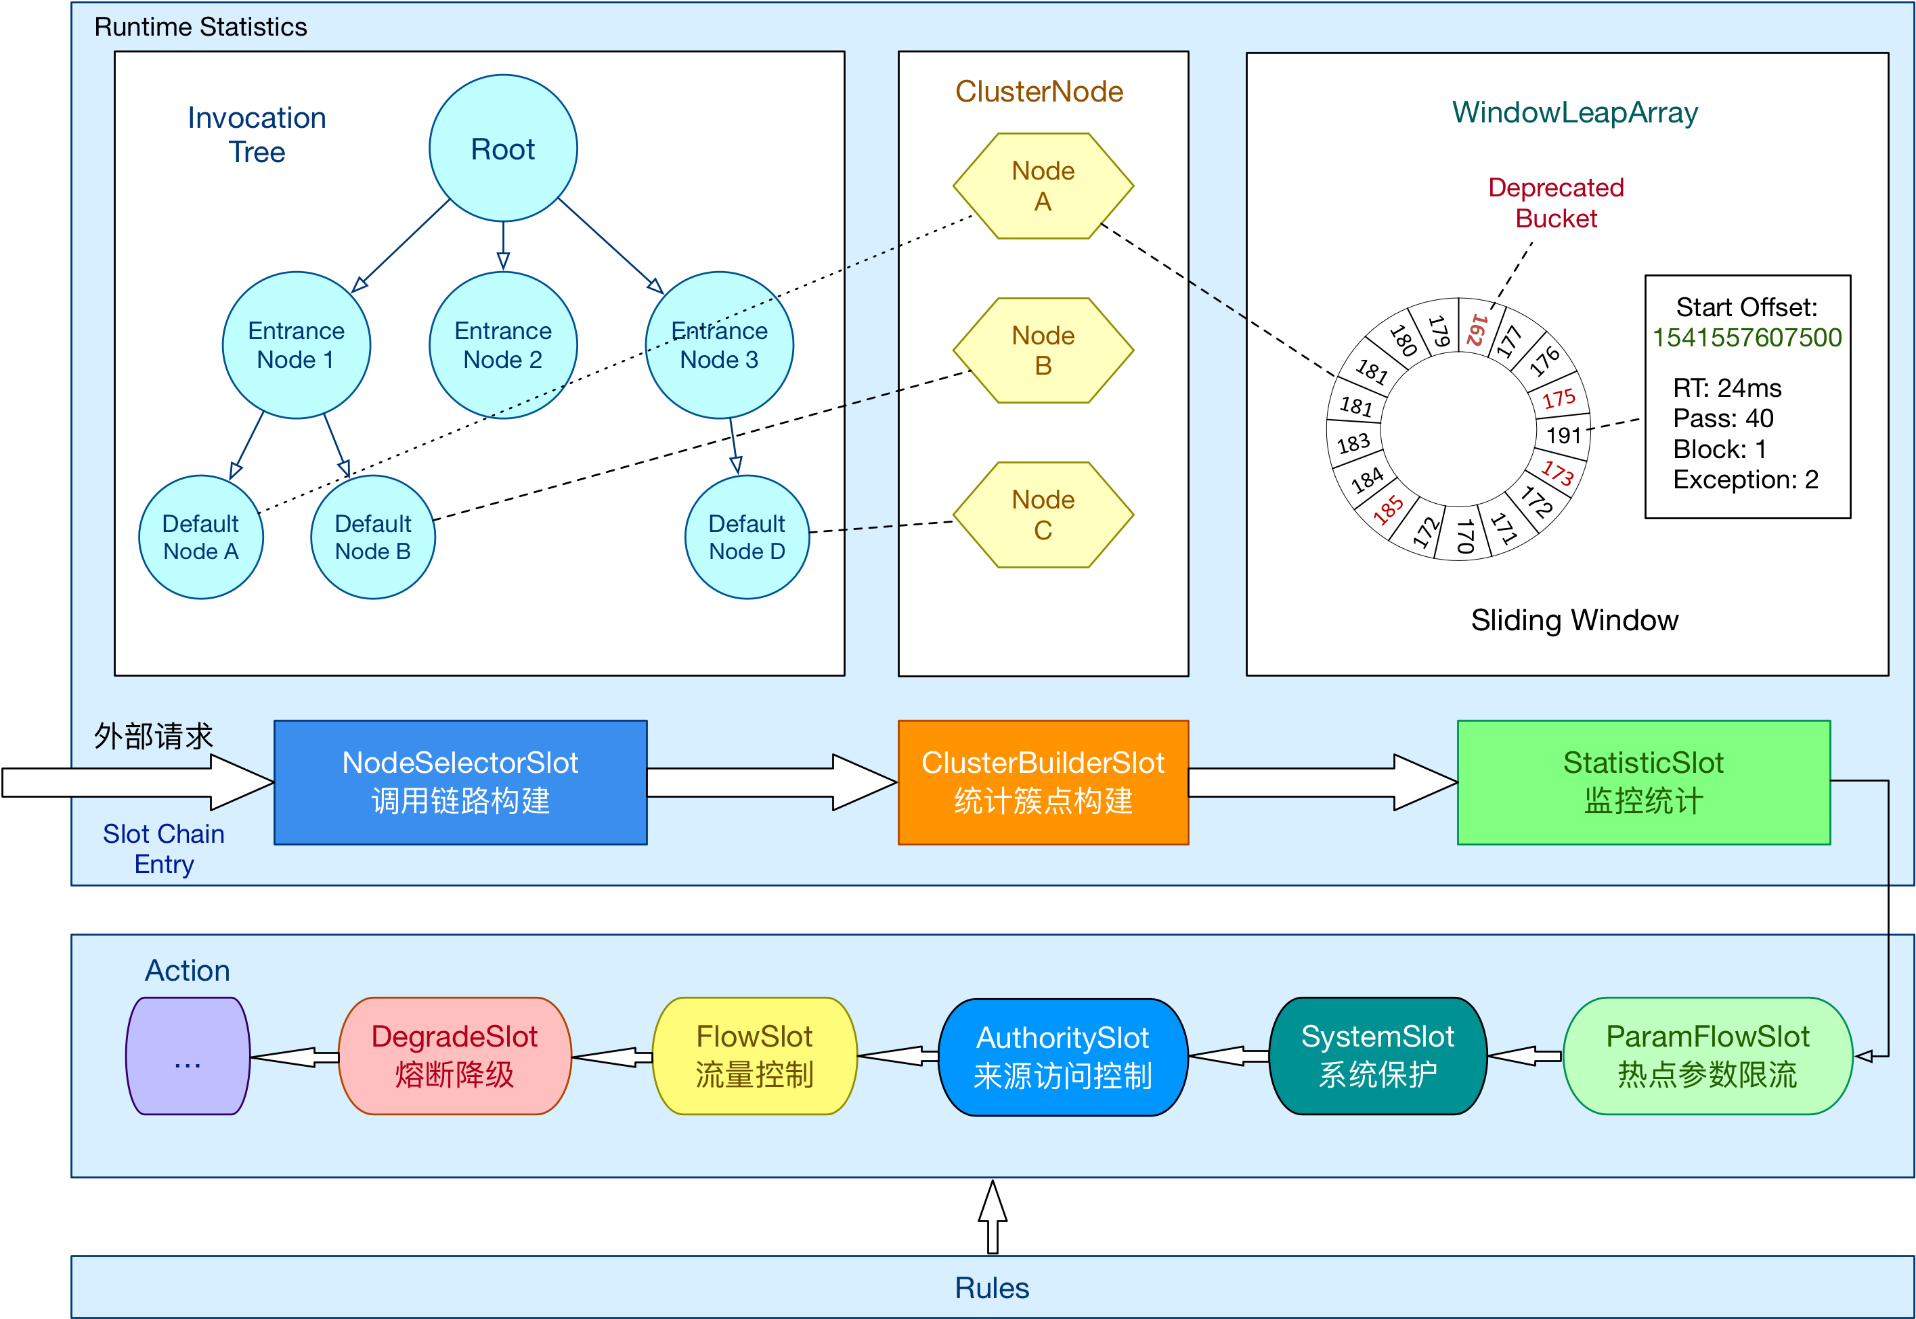 Runtime Statistics
Invocation
Tree
Root
Entrance
Node 1
Entrance
Node 2
Entrance
Node 3
Default
Node A
Default
Node B
Default
Node D
ClusterNode
Node
A
Node
B
Node
C
WindowLeapArray
Deprecated
Bucket
162
177
176
175
191
173
172
171
170
172
185
184
183
181
181
180
179
Start Offset:
1541557607500
RT: 24ms
Pass: 40
Block: 1
Exception: 2
Sliding Window
外部请求
Slot Chain
Entry
NodeSelectorSlot
调用链路构建
ClusterBuilderSlot
统计簇点构建
StatisticSlot
监控统计
Action
...
DegradeSlot
熔断降级
FlowSlot
流量控制
AuthoritySlot
来源访问控制
SystemSlot
系统保护
ParamFlowSlot
热点参数限流
Rules